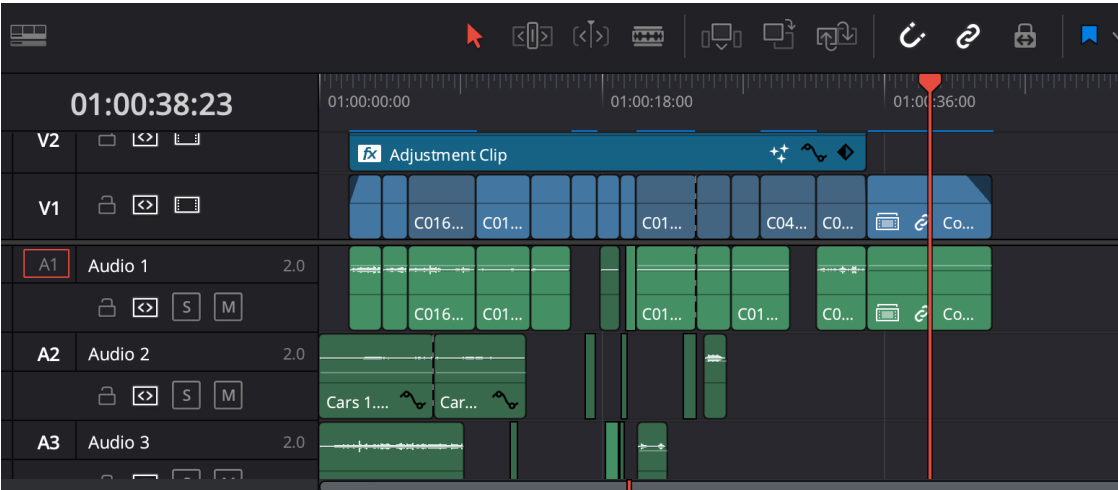 01:00:38:23
01:00:00:00 01:00:18:00 01:00:36:00
V2
fx Adjustment Clip
V1
C016... C01... C01... C04... C0... Co...
A1 Audio 1 2.0
S M
C016... C01... C01... C01... C0... Co...
A2 Audio 2 2.0
S M
Cars 1.... Car...
A3 Audio 3 2.0